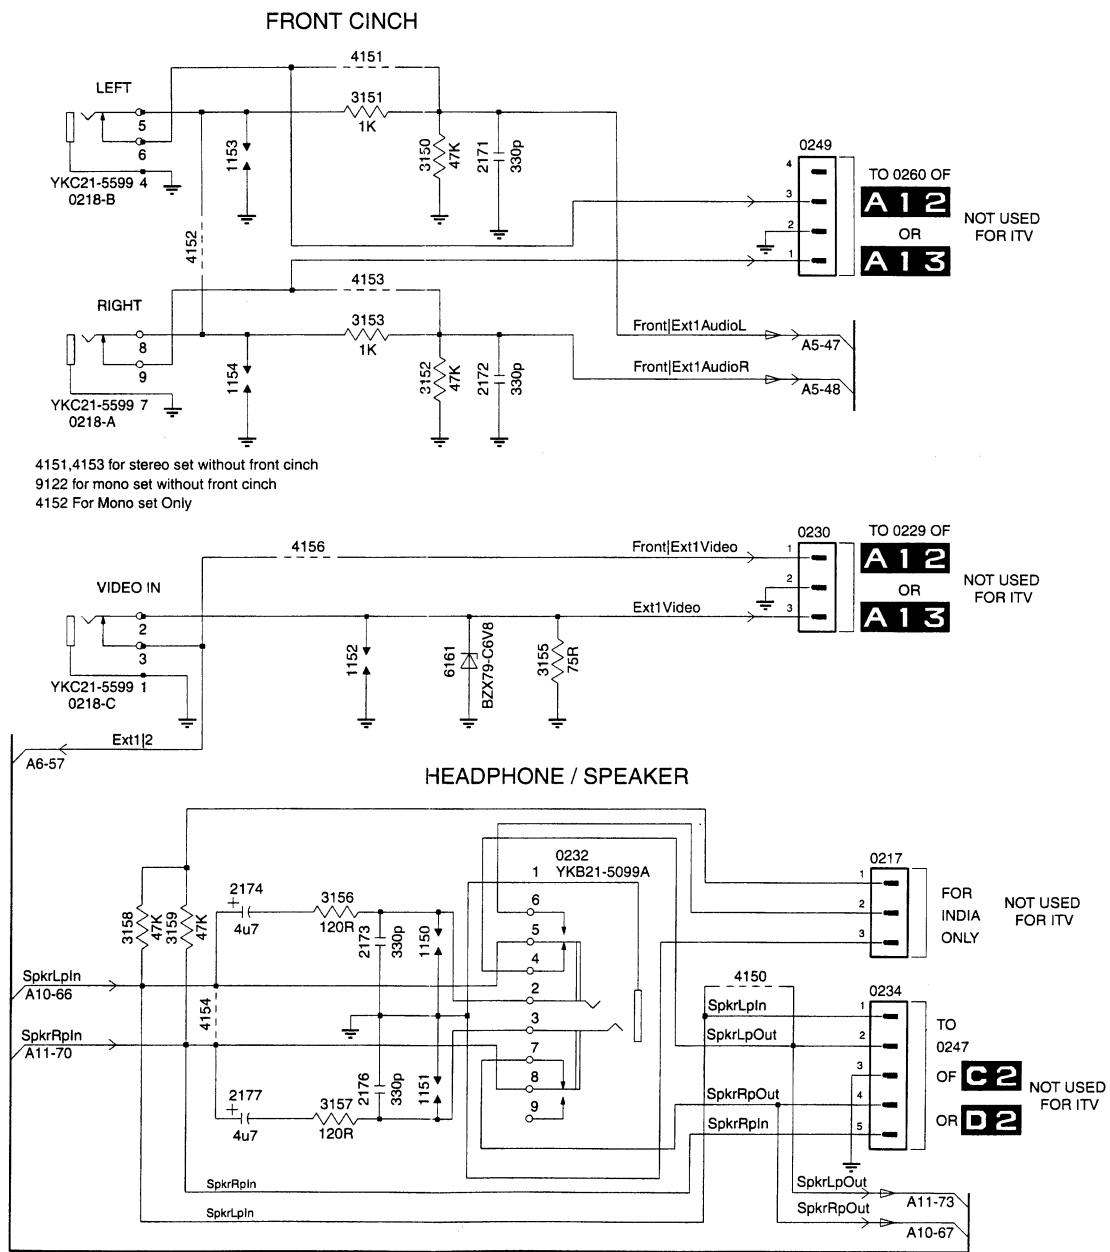 FRONT CINCH
4151
LEFT
3151
1K
5
6
YKC21-5599 4
0218-B
1153
3150
47K
2171
330p
0249
4
3
2
1
TO 0260 OF
A12
OR
A13
NOT USED
FOR ITV
4152
4153
RIGHT
3153
1K
8
9
YKC21-5599 7
0218-A
1154
3152
47K
2172
330p
Front|Ext1AudioL
A5-47
Front|Ext1AudioR
A5-48
4151,4153 for stereo set without front cinch
9122 for mono set without front cinch
4152 For Mono set Only
4156
Front|Ext1Video
0230
1
2
3
TO 0229 OF
A12
OR
A13
NOT USED
FOR ITV
VIDEO IN
2
3
YKC21-5599 1
0218-C
Ext1Video
1152
6161
BZX79-C6V8
3155
75R
Ext1|2
A6-57
HEADPHONE / SPEAKER
0232
YKB21-5099A
1
6
5
4
2
3
7
8
9
0217
1
2
3
FOR
INDIA
ONLY
NOT USED
FOR ITV
3158
47K
3159
47K
2174
+
4u7
3156
120R
2173
330p
1150
SpkrLpIn
A10-66
4154
SpkrRpIn
A11-70
2177
+
4u7
3157
120R
2176
330p
1151
4150
0234
SpkrLpIn
1
SpkrLpOut
2
3
SpkrRpOut
4
SpkrRpIn
5
TO
0247
OF C2
OR D2
NOT USED
FOR ITV
SpkrRpIn
SpkrLpIn
SpkrLpOut
A11-73
SpkrRpOut
A10-67